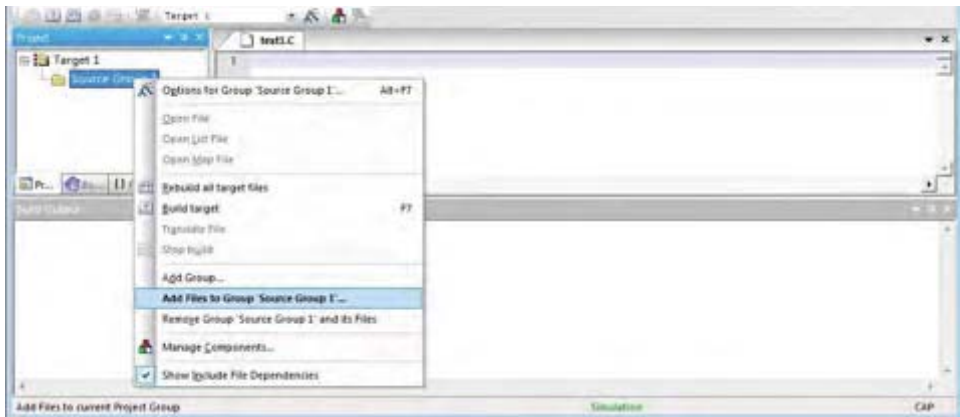 Target 1
Project
test1.C
Target 1
1
Source Group 1
Options for Group 'Source Group 1'... Alt+F7
Open File
Open List File
Open Map File
Pr...
Rebuild all target files
Build target F7
Build Output
Translate File
Stop build
Add Group...
Add Files to Group 'Source Group 1'...
Remove Group 'Source Group 1' and its Files
Manage Components...
Show Include File Dependencies
Add Files to current Project Group
Simulation
CAP